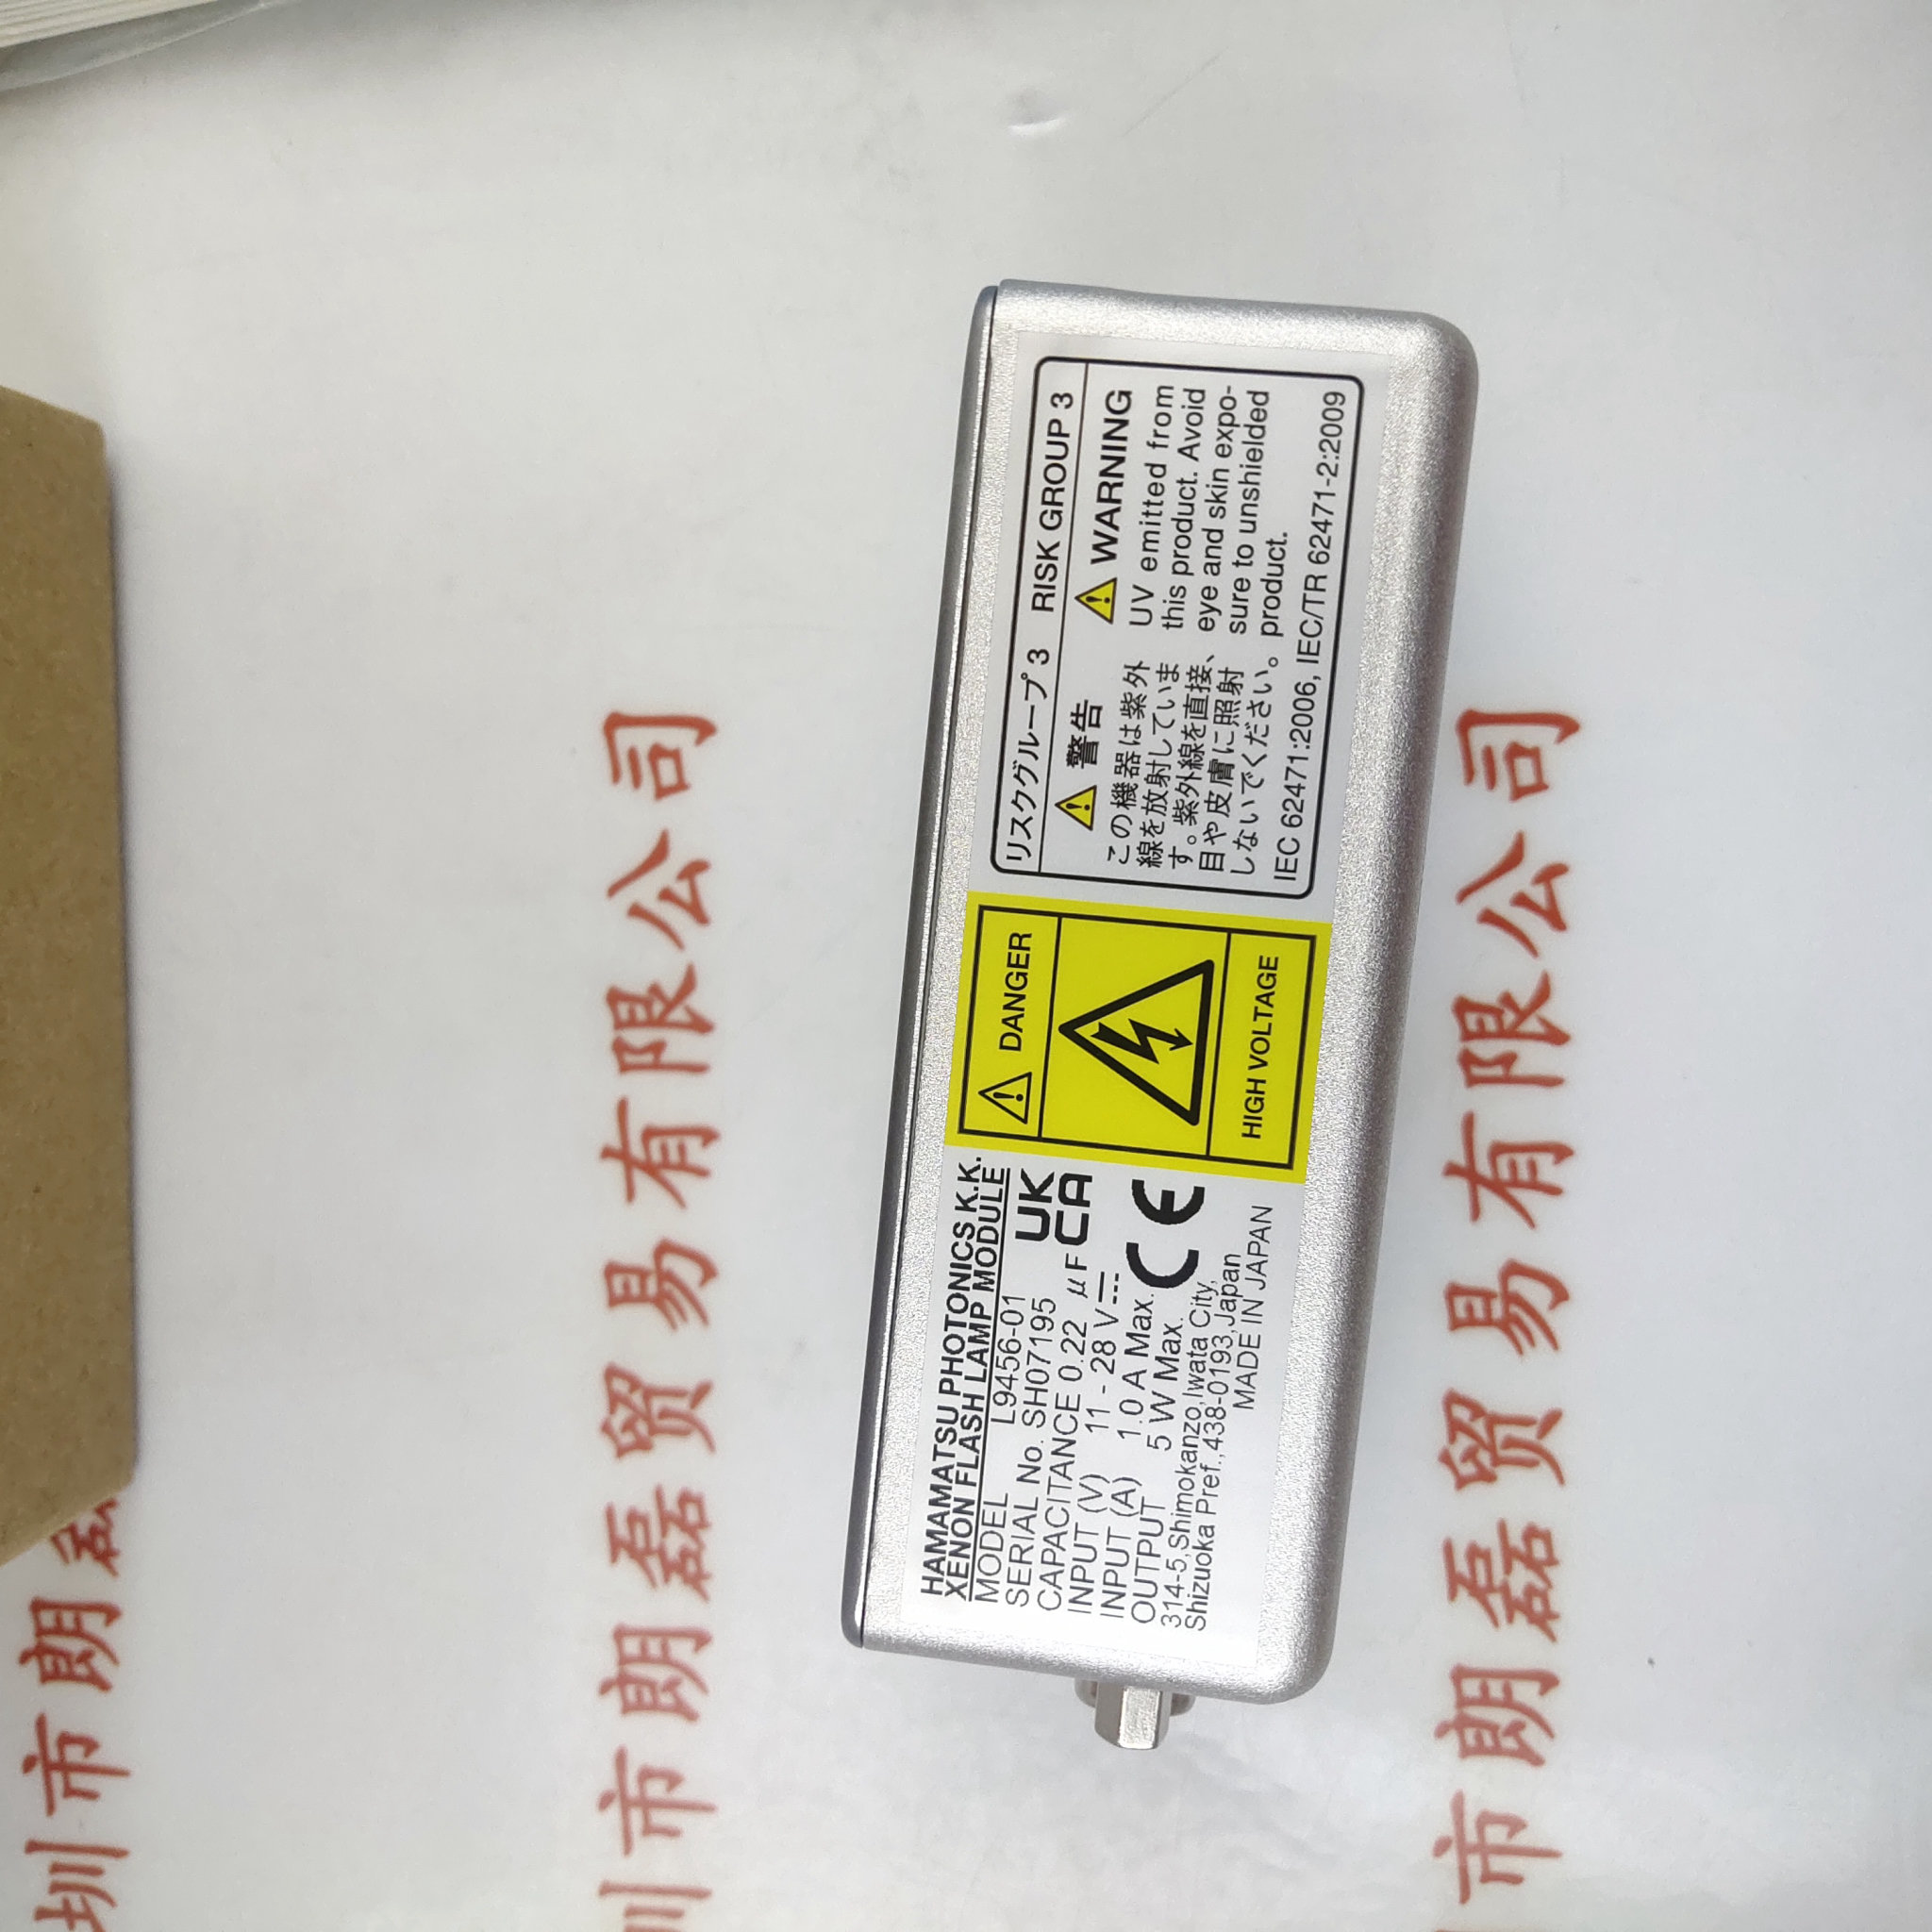 HAMAMATSU PHOTONICS K.K.
XENON FLASH LAMP MODULE
MODEL L9456-01
SERIAL No. SH07195
CAPACITANCE 0.22 μF
INPUT (V) 11 - 28 V
INPUT (A) 1.0 A Max.
OUTPUT 5 W Max.
314-5,Shimokanzo,Iwata City,
Shizuoka Pref.,438-0193,Japan
MADE IN JAPAN
UK
CA
CE
DANGER
HIGH VOLTAGE
リスクグループ 3 RISK GROUP 3
警告
この機器は紫外
線を放射していま
す。紫外線を直接、
目や皮膚に照射
しないでください。
WARNING
UV emitted from
this product. Avoid
eye and skin expo-
sure to unshielded
product.
IEC 62471:2006, IEC/TR 62471-2:2009
圳市朗磊
圳市朗磊贸易有限公司
市朗磊贸易有限公司